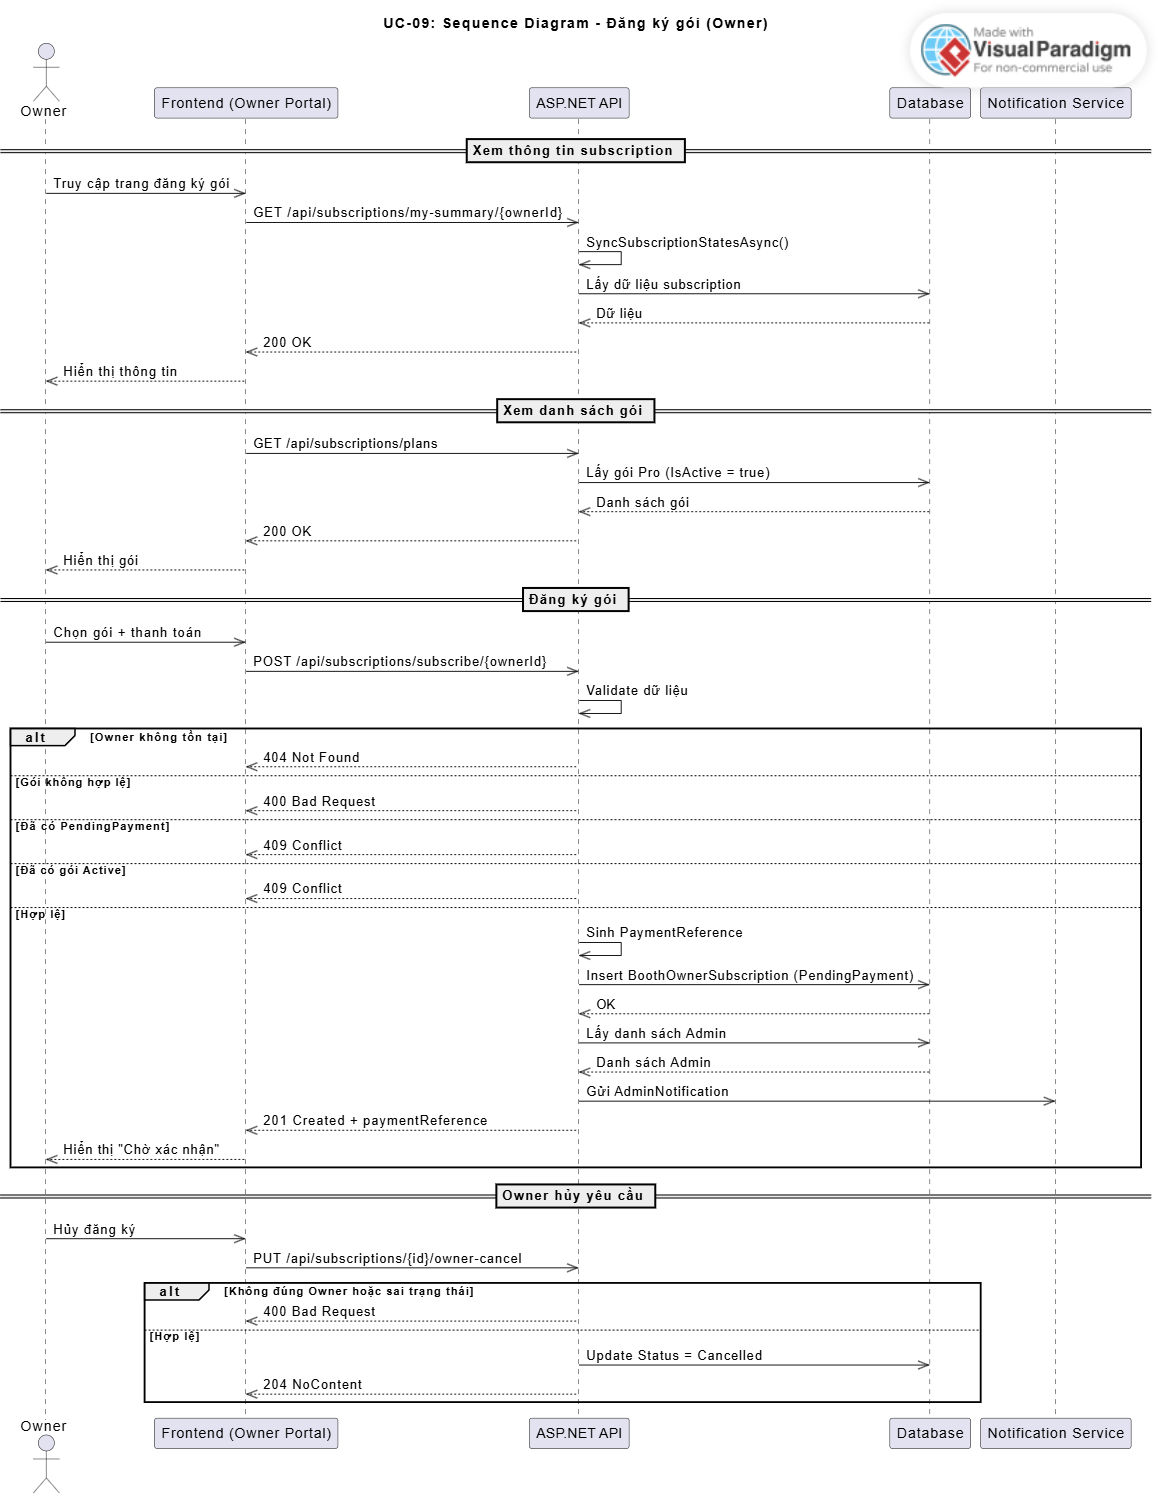 UC-09: Sequence Diagram - Đăng ký gói (Owner)
Made with
VisualParadigm
For non-commercial use
Owner
Frontend (Owner Portal)
ASP.NET API
Database
Notification Service
Xem thông tin subscription
Truy cập trang đăng ký gói
GET /api/subscriptions/my-summary/{ownerId}
SyncSubscriptionStatesAsync()
Lấy dữ liệu subscription
Dữ liệu
200 OK
Hiển thị thông tin
Xem danh sách gói
GET /api/subscriptions/plans
Lấy gói Pro (IsActive = true)
Danh sách gói
200 OK
Hiển thị gói
Đăng ký gói
Chọn gói + thanh toán
POST /api/subscriptions/subscribe/{ownerId}
Validate dữ liệu
alt
[Owner không tồn tại]
404 Not Found
[Gói không hợp lệ]
400 Bad Request
[Đã có PendingPayment]
409 Conflict
[Đã có gói Active]
409 Conflict
[Hợp lệ]
Sinh PaymentReference
Insert BoothOwnerSubscription (PendingPayment)
OK
Lấy danh sách Admin
Danh sách Admin
Gửi AdminNotification
201 Created + paymentReference
Hiển thị "Chờ xác nhận"
Owner hủy yêu cầu
Hủy đăng ký
PUT /api/subscriptions/{id}/owner-cancel
alt
[Không đúng Owner hoặc sai trạng thái]
400 Bad Request
[Hợp lệ]
Update Status = Cancelled
204 NoContent
Owner
Frontend (Owner Portal)
ASP.NET API
Database
Notification Service